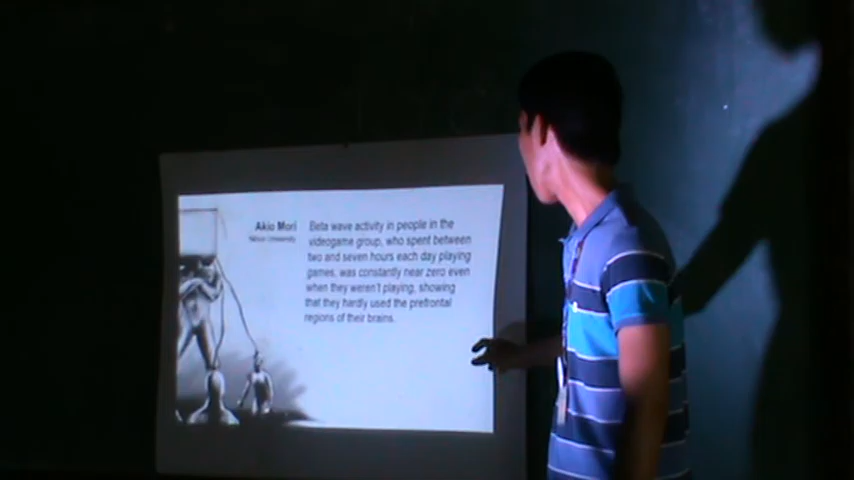 Akio Mori
Nihon University
Beta wave activity in people in the
videogame group, who spent between
two and seven hours each day playing
games, was constantly near zero even
when they weren't playing, showing
that they hardly used the prefrontal
regions of their brains.